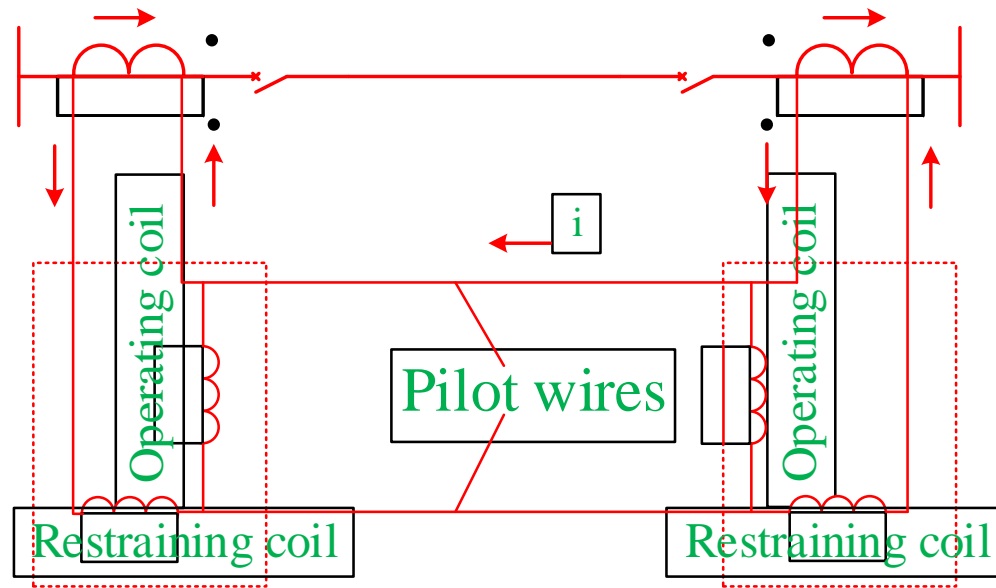 i
Operating coil
Operating coil
Pilot wires
Restraining coil
Restraining coil